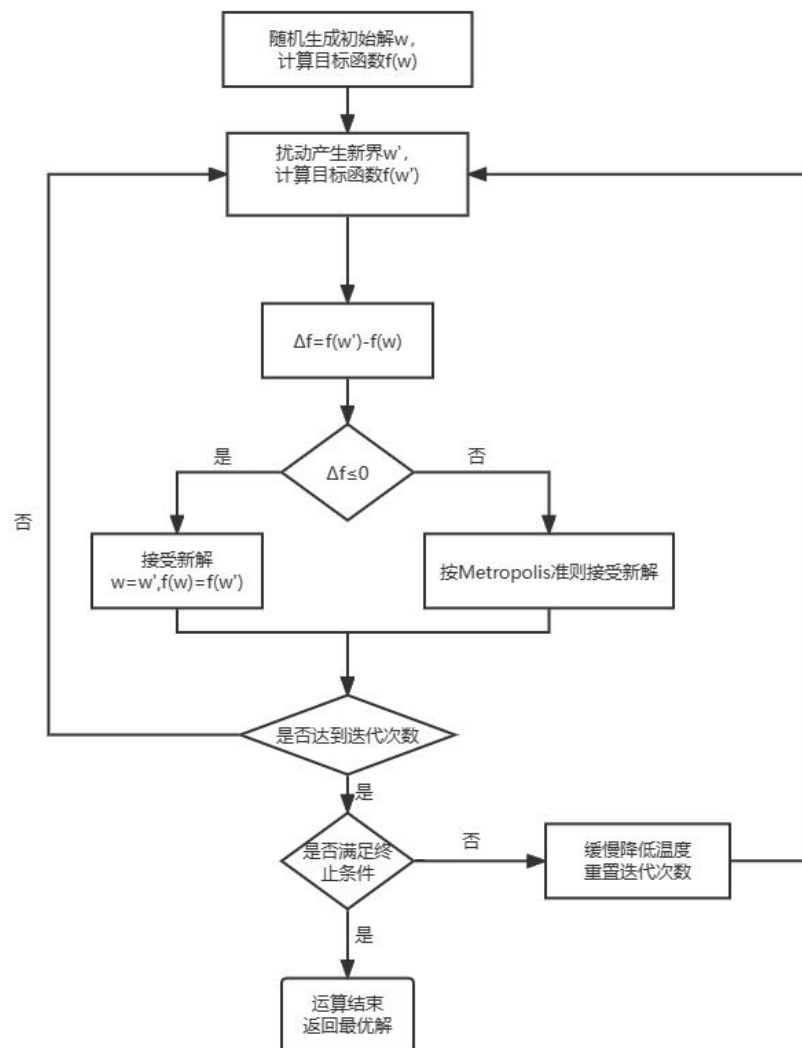 随机生成初始解w，
计算目标函数f(w)
扰动产生新界w'，
计算目标函数f(w')
Δf=f(w')-f(w)
Δf≤0
是
否
否
接受新解
w=w',f(w)=f(w')
按Metropolis准则接受新解
是否达到迭代次数
是
是否满足终
止条件
否
缓慢降低温度
重置迭代次数
是
运算结束
返回最优解